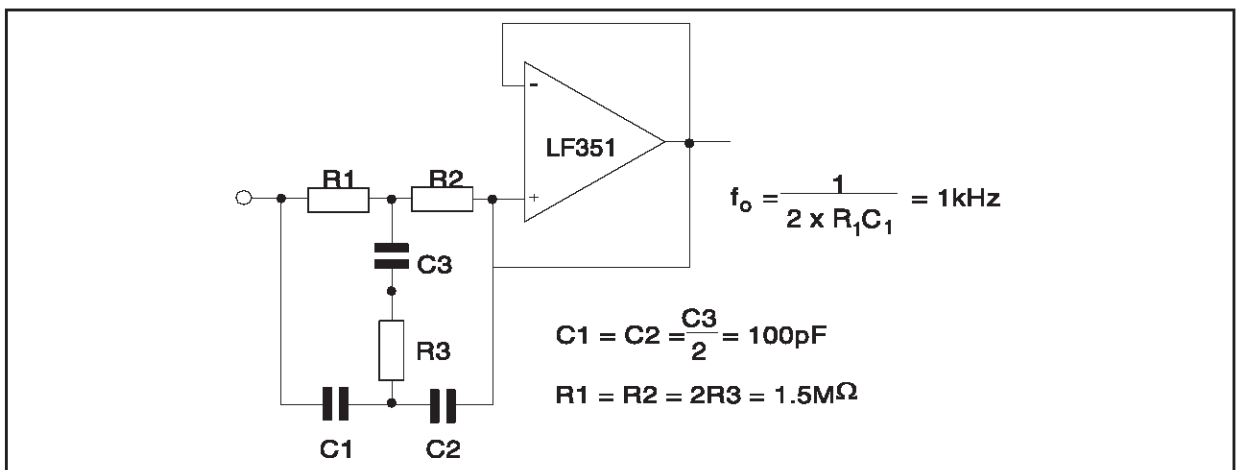 -
LF351
+
R1
R2
C3
R3
C1
C2
f₀ = 1 / 2 x R₁C₁ = 1kHz
C1 = C2 = C3 / 2 = 100pF
R1 = R2 = 2R3 = 1.5MΩ